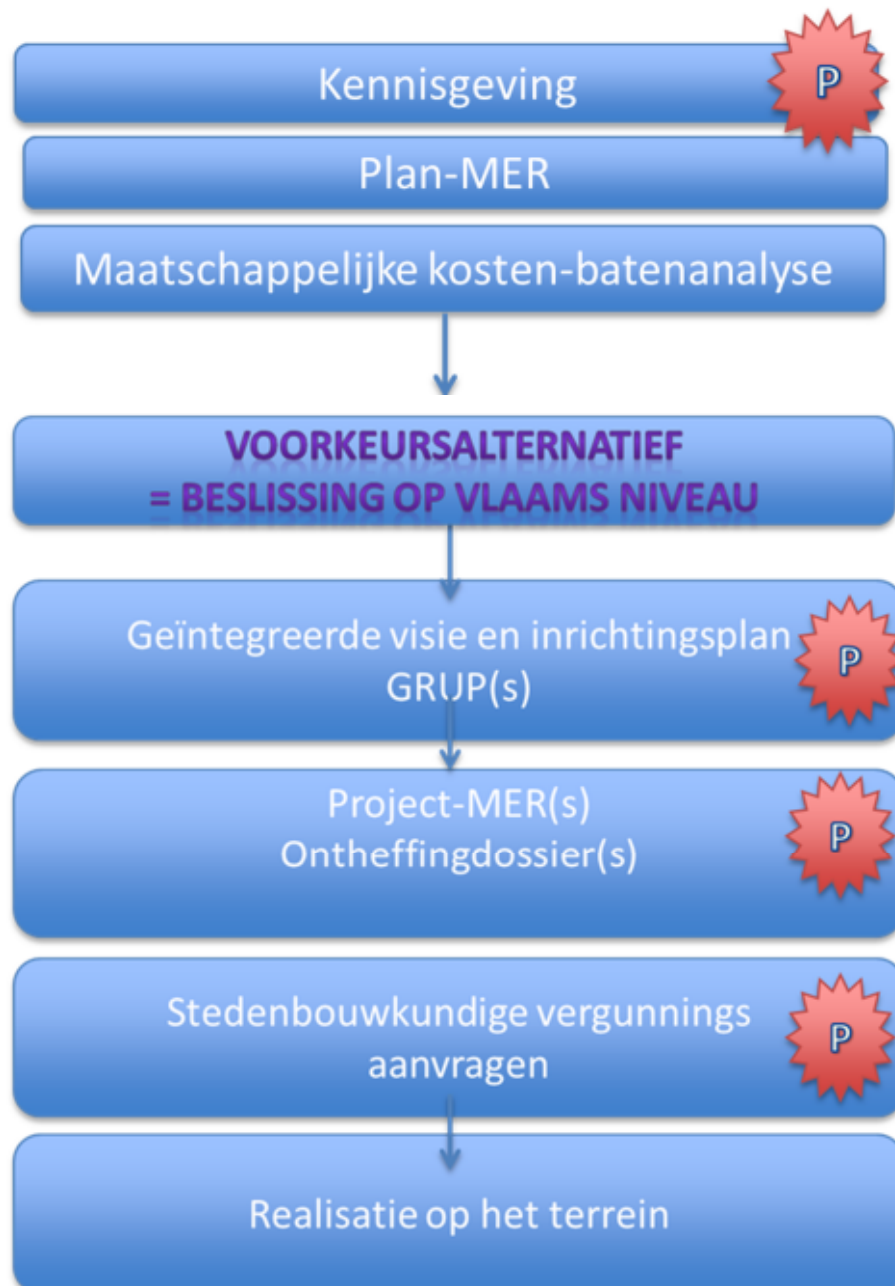 Kennisgeving
P
Plan-MER
Maatschappelijke kosten-batenanalyse
VOORKEURSALTERNATIEF
= BESLISSING OP VLAAMS NIVEAU
Geïntegreerde visie en inrichtingsplan
GRUP(s)
P
Project-MER(s)
Ontheffingdossier(s)
P
Stedenbouwkundige vergunnings
aanvragen
P
Realisatie op het terrein